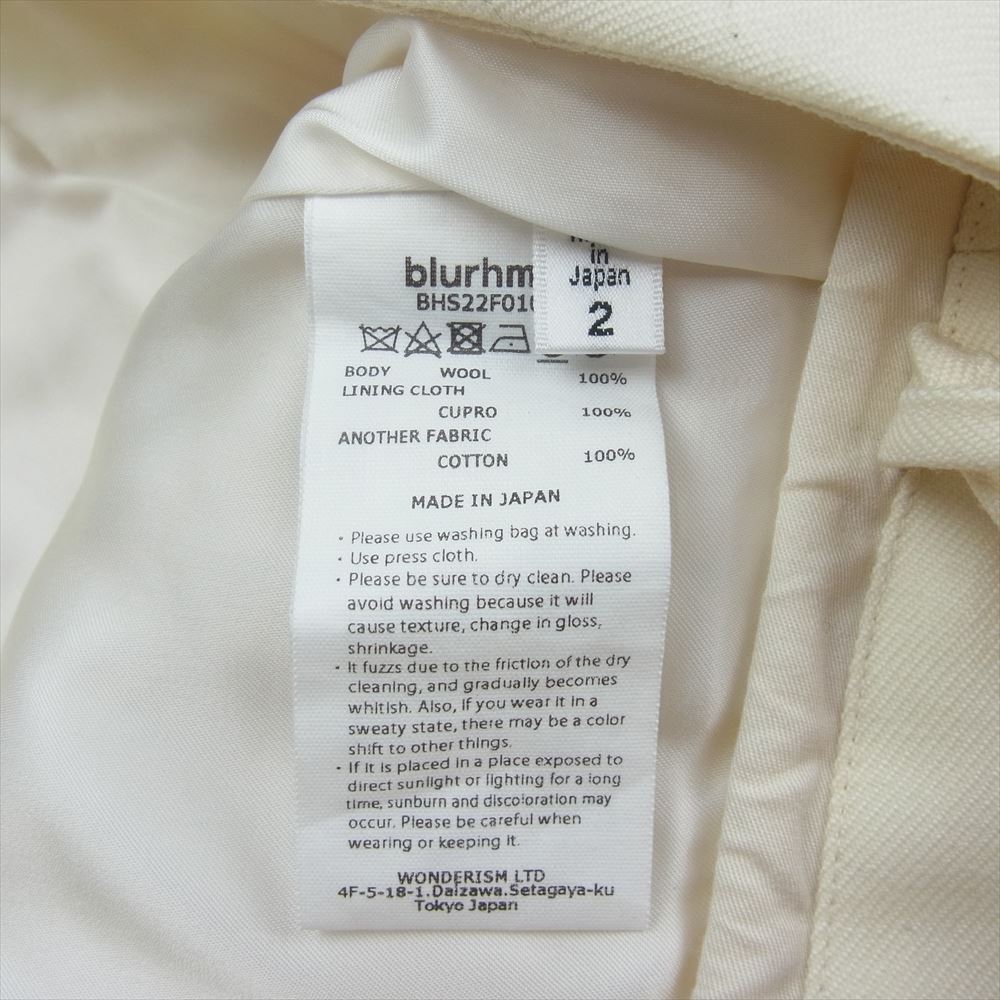 blurhm
BHS22F01
in
Japan
2
BODY WOOL 100%
LINING CLOTH
CUPRO 100%
ANOTHER FABRIC
COTTON 100%
MADE IN JAPAN
・Please use washing bag at washing.
・Use press cloth.
・Please be sure to dry clean. Please
avoid washing because it will
cause texture, change in gloss,
shrinkage.
・It fuzzs due to the friction of the dry
cleaning, and gradually becomes
whitish. Also, if you wear it in a
sweaty state, there may be a color
shift to other things.
・If it is placed in a place exposed to
direct sunlight or lighting for a long
time, sunburn and discoloration may
occur. Please be careful when
wearing or keeping it.
WONDERISM LTD
4F-5-18-1.Daizawa.Setagaya-ku
Tokyo Japan